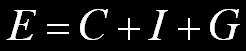 E = C + I + G